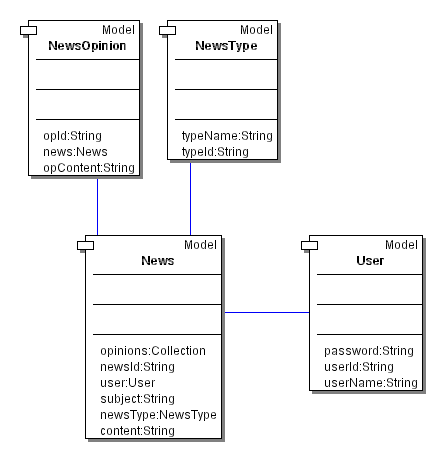 Model
NewsOpinion
opId:String
news:News
opContent:String
Model
NewsType
typeName:String
typeId:String
Model
News
opinions:Collection
newsId:String
user:User
subject:String
newsType:NewsType
content:String
Model
User
password:String
userId:String
userName:String